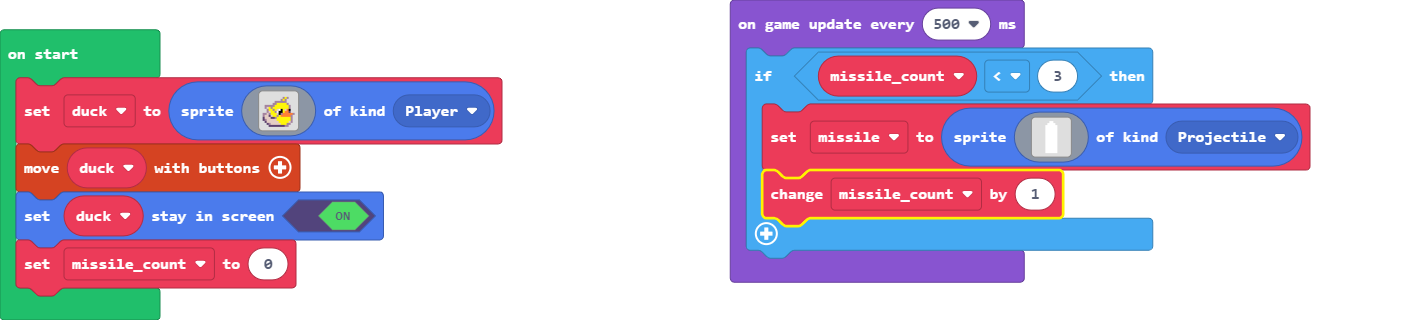 on start
set duck to sprite of kind Player
move duck with buttons
set duck stay in screen ON
set missile_count to 0
on game update every 500 ms
if missile_count < 3 then
set missile to sprite of kind Projectile
change missile_count by 1